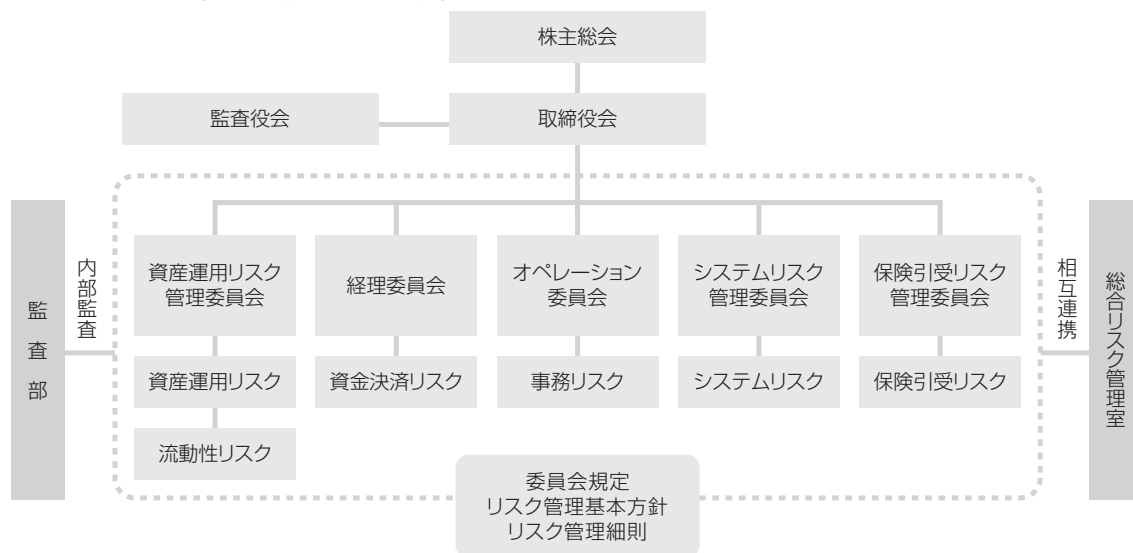 株主総会
監査役会
取締役会
監査部
内部監査
資産運用リスク
管理委員会
経理委員会
オペレーション
委員会
システムリスク
管理委員会
保険引受リスク
管理委員会
相互連携
総合リスク管理室
資産運用リスク
資金決済リスク
事務リスク
システムリスク
保険引受リスク
流動性リスク
委員会規定
リスク管理基本方針
リスク管理細則